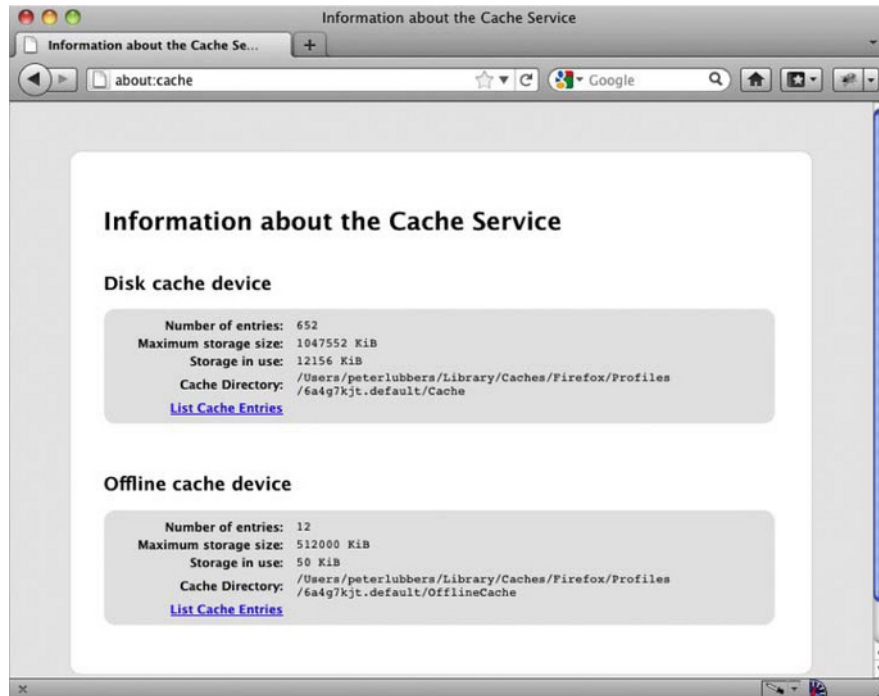 Information about the Cache Service
Information about the Cache Se...
about:cache
Google
Information about the Cache Service
Disk cache device
Number of entries: 652
Maximum storage size: 1047552 KiB
Storage in use: 12156 KiB
Cache Directory: /Users/peterlubbers/Library/Caches/Firefox/Profiles
/6a4g7kjt.default/Cache
List Cache Entries
Offline cache device
Number of entries: 12
Maximum storage size: 512000 KiB
Storage in use: 50 KiB
Cache Directory: /Users/peterlubbers/Library/Caches/Firefox/Profiles
/6a4g7kjt.default/OfflineCache
List Cache Entries